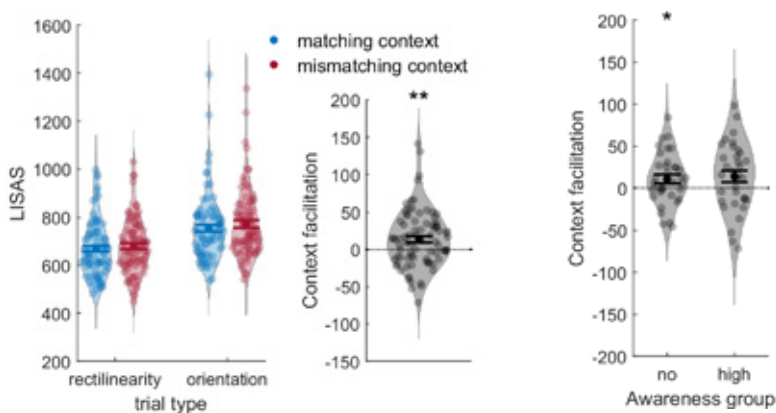 LISAS
1600
1400
1200
1000
800
600
400
200
rectilinearity
orientation
trial type
matching context
mismatching context
Context facilitation
200
150
100
50
0
-50
-100
-150
**
Context facilitation
200
150
100
50
0
-50
-100
-150
-200
*
no
high
Awareness group